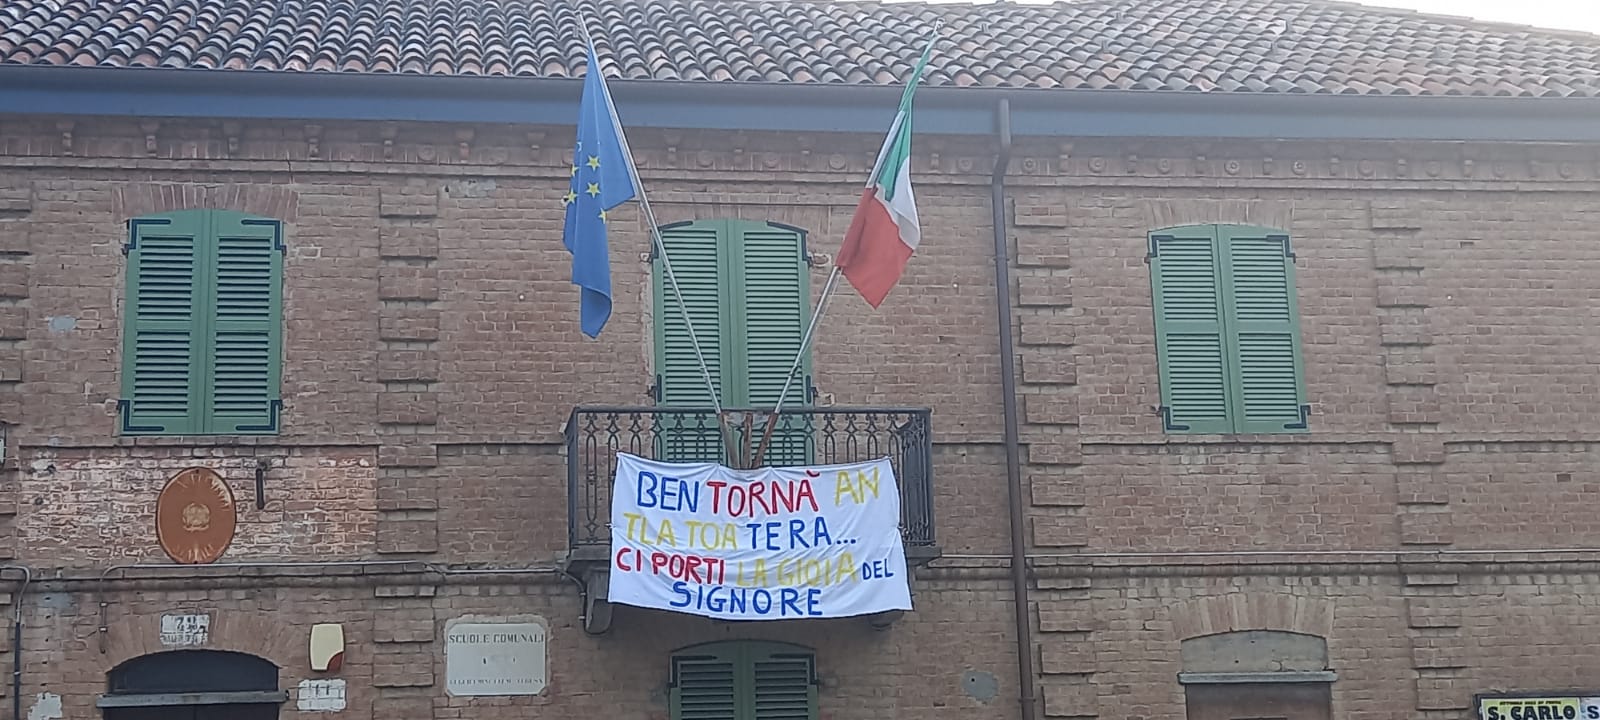 BEN TORNÀ AN
TLA TOA TERA...
CI PORTI LA GIOIA DEL
SIGNORE
SCUOLE COMUNALI
S. CARLO